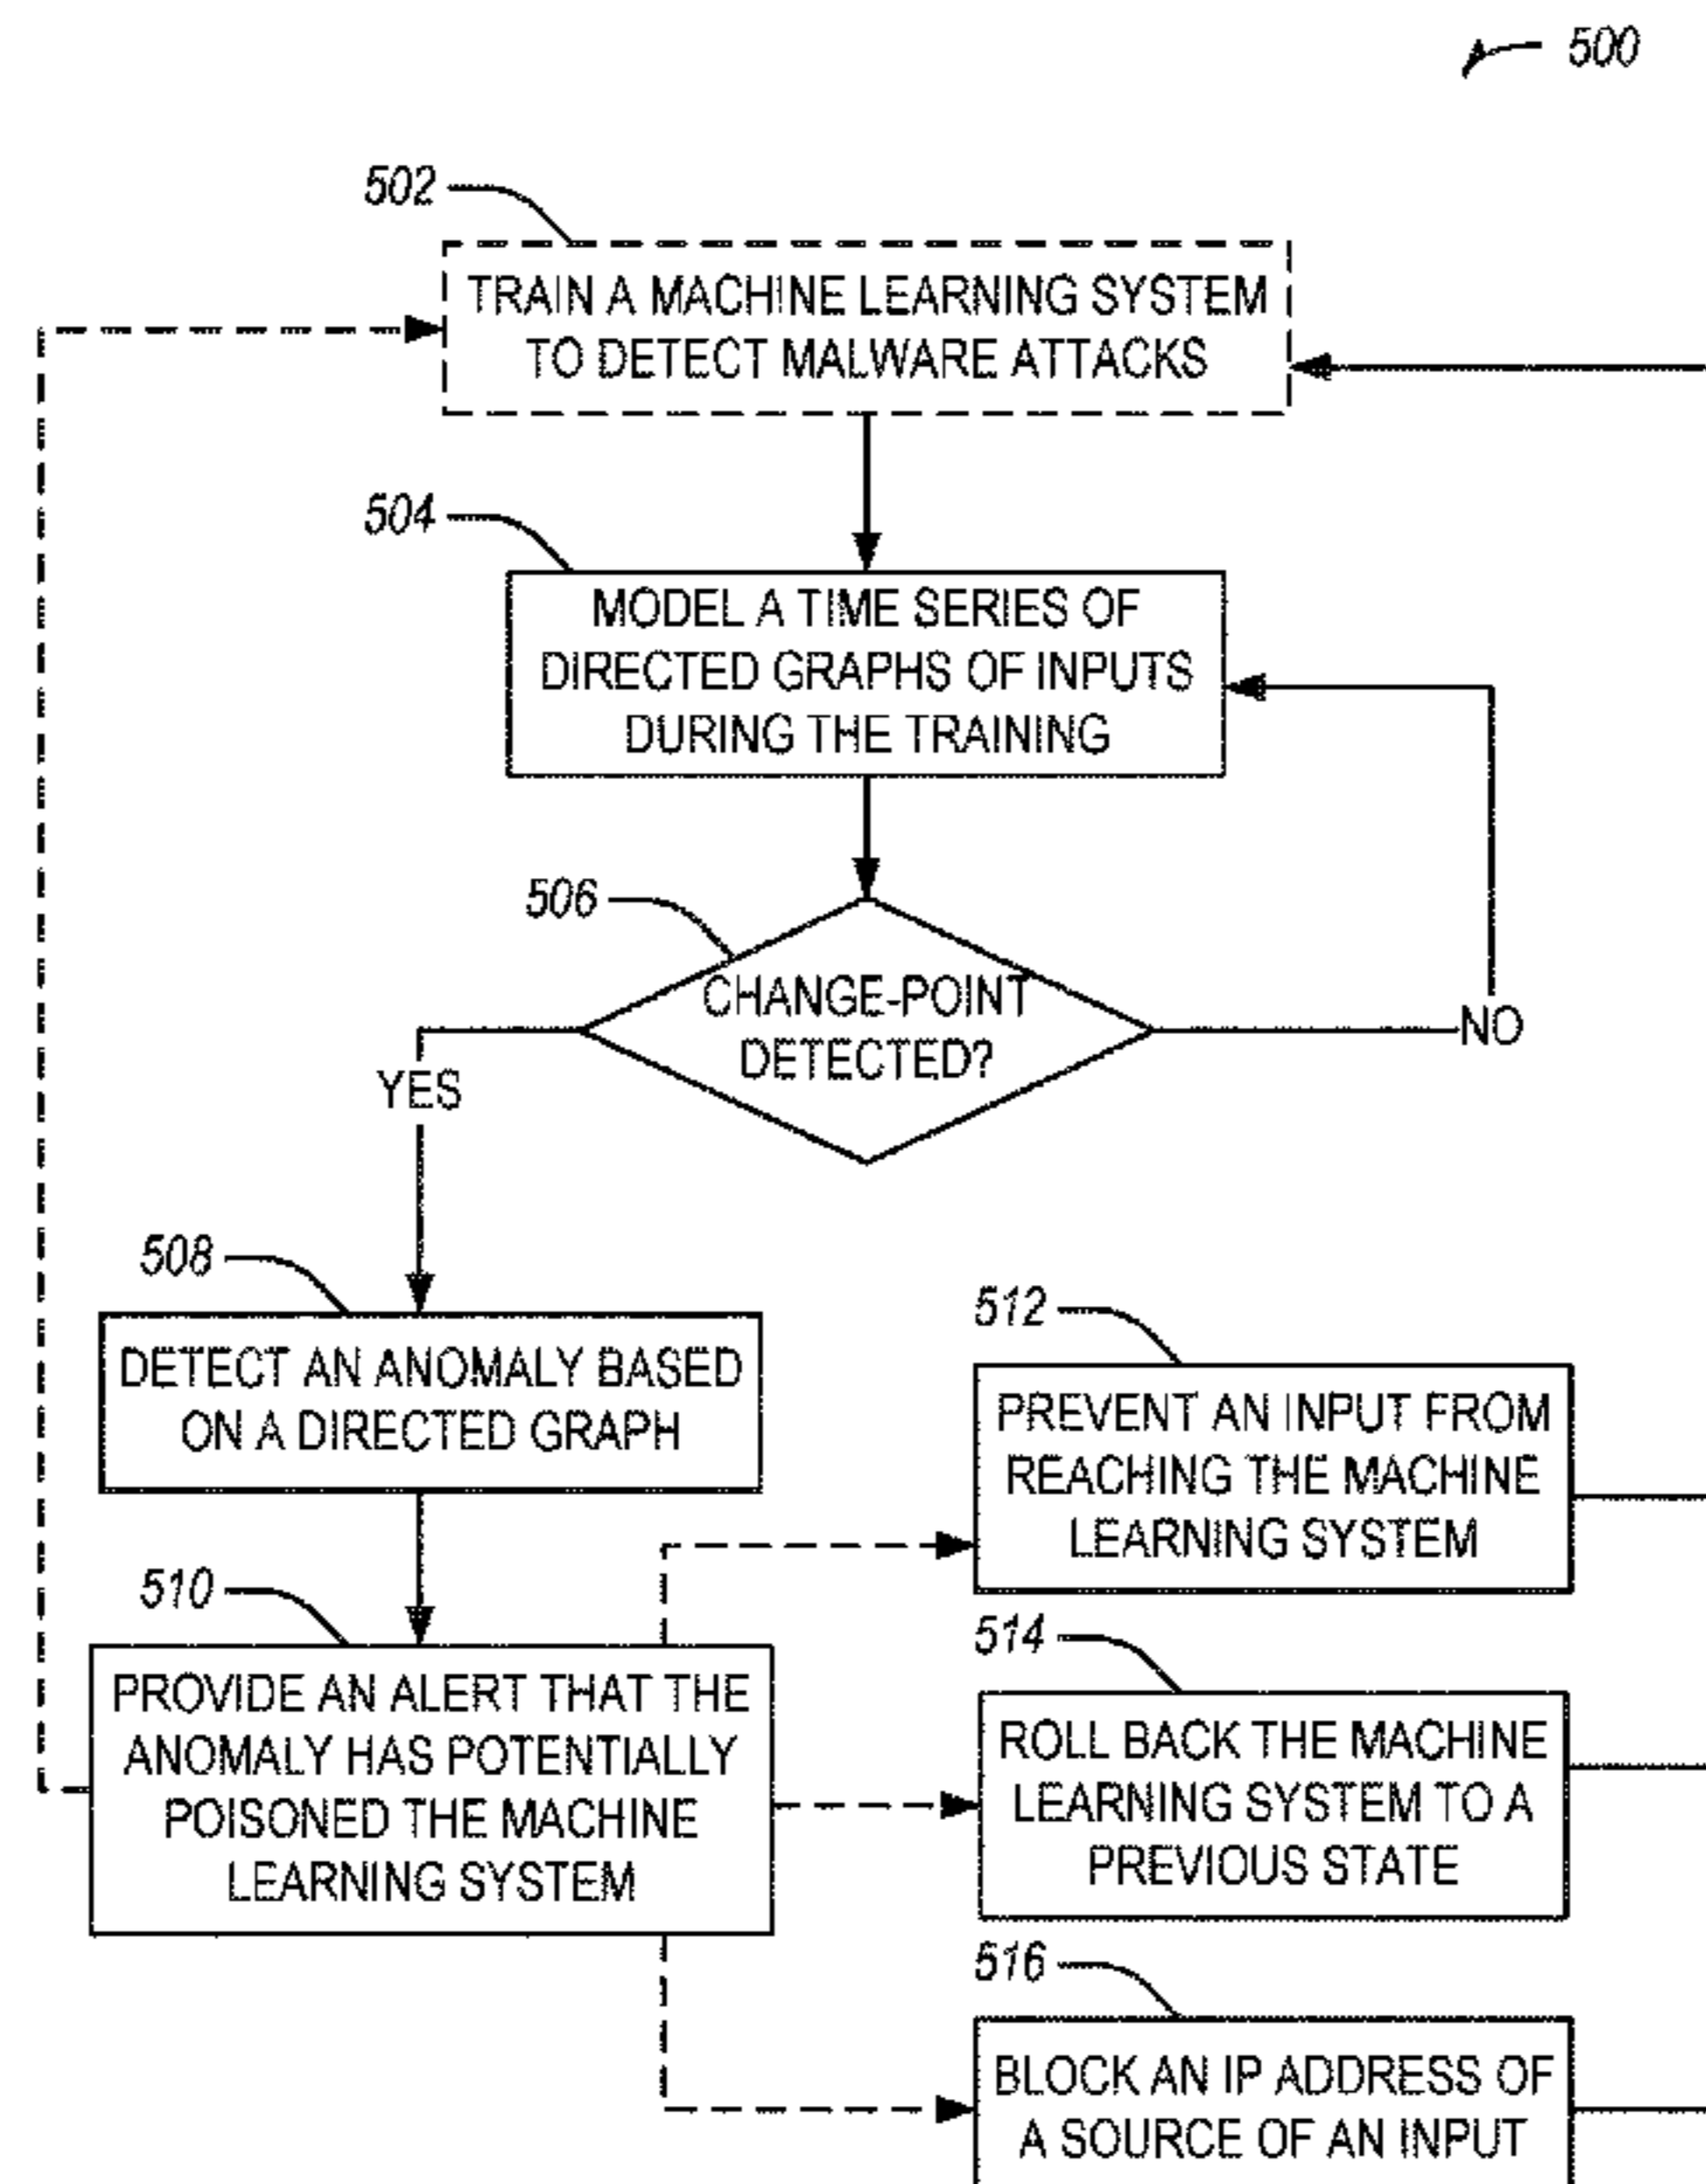 500
502
TRAIN A MACHINE LEARNING SYSTEM
TO DETECT MALWARE ATTACKS
504
MODEL A TIME SERIES OF
DIRECTED GRAPHS OF INPUTS
DURING THE TRAINING
506
CHANGE-POINT
DETECTED?
NO
YES
508
DETECT AN ANOMALY BASED
ON A DIRECTED GRAPH
510
PROVIDE AN ALERT THAT THE
ANOMALY HAS POTENTIALLY
POISONED THE MACHINE
LEARNING SYSTEM
512
PREVENT AN INPUT FROM
REACHING THE MACHINE
LEARNING SYSTEM
514
ROLL BACK THE MACHINE
LEARNING SYSTEM TO A
PREVIOUS STATE
516
BLOCK AN IP ADDRESS OF
A SOURCE OF AN INPUT